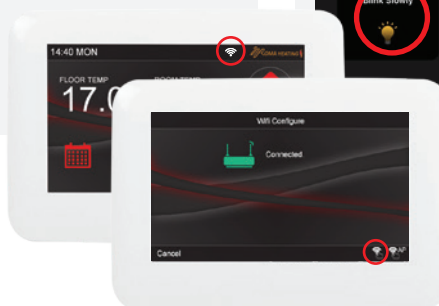 Blink Slowly
14:40 MON
FLOOR TEMP
17.0
Wifi Configure
Connected
Cancel
AP